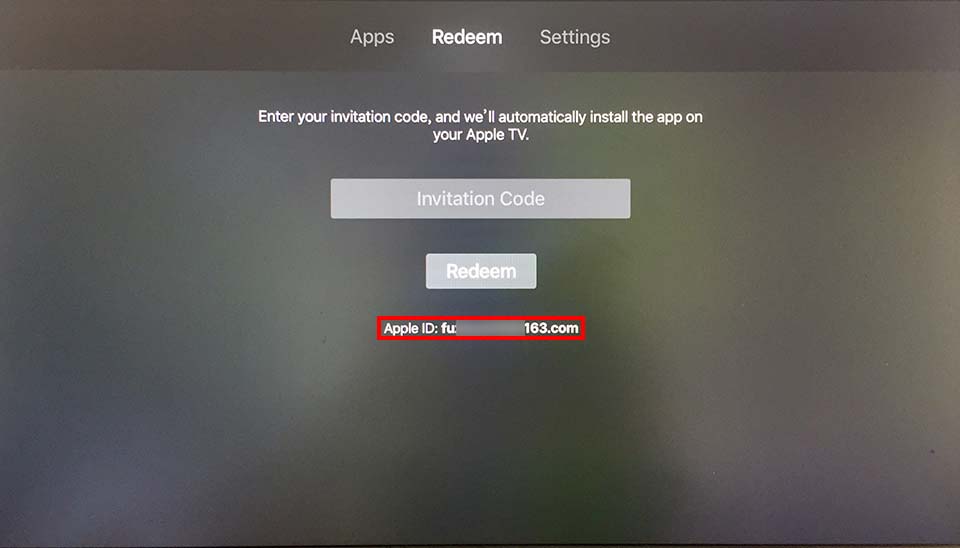 Apps Redeem Settings
Enter your invitation code, and we'll automatically install the app on
your Apple TV.
Invitation Code
Redeem
Apple ID: fu 163.com